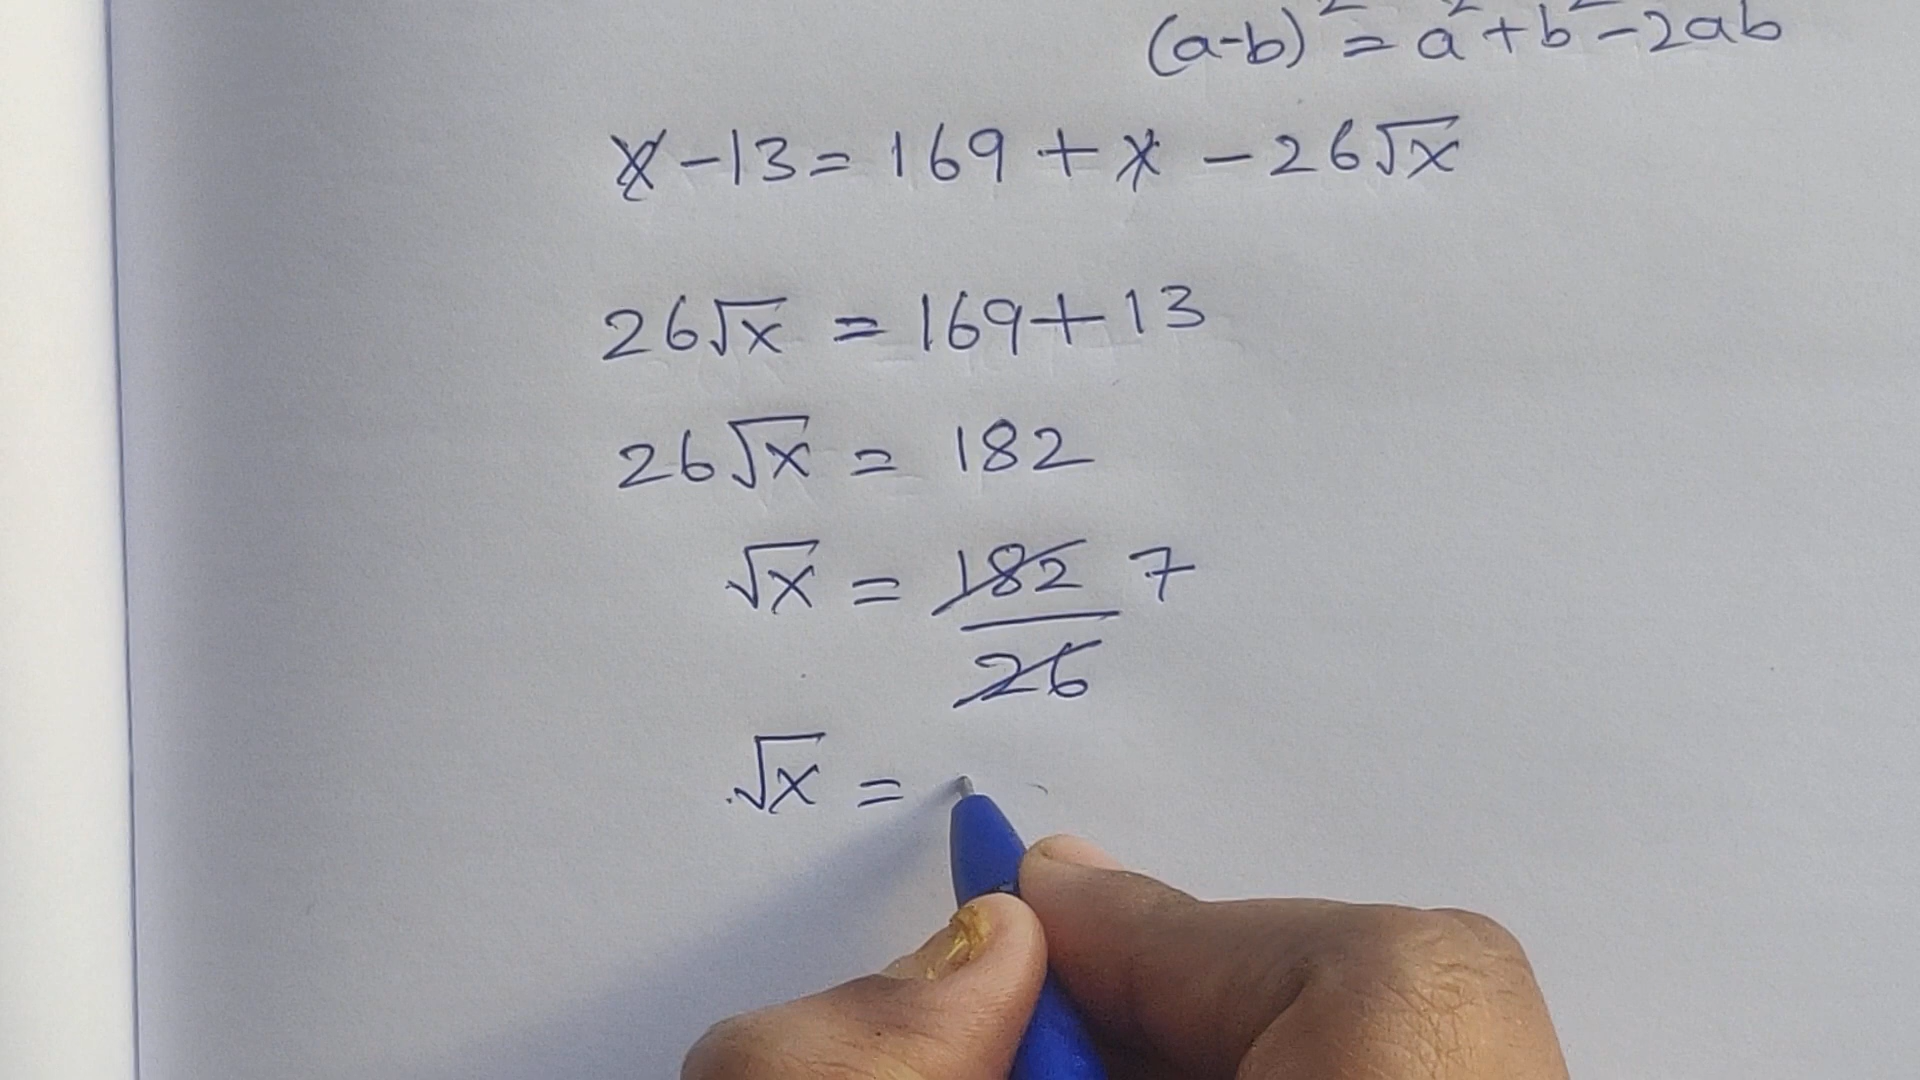 (a-b)² = a²+b²-2ab
x-13 = 169 + x - 26√x
26√x = 169+13
26√x = 182
√x = 182/26 7
√x =